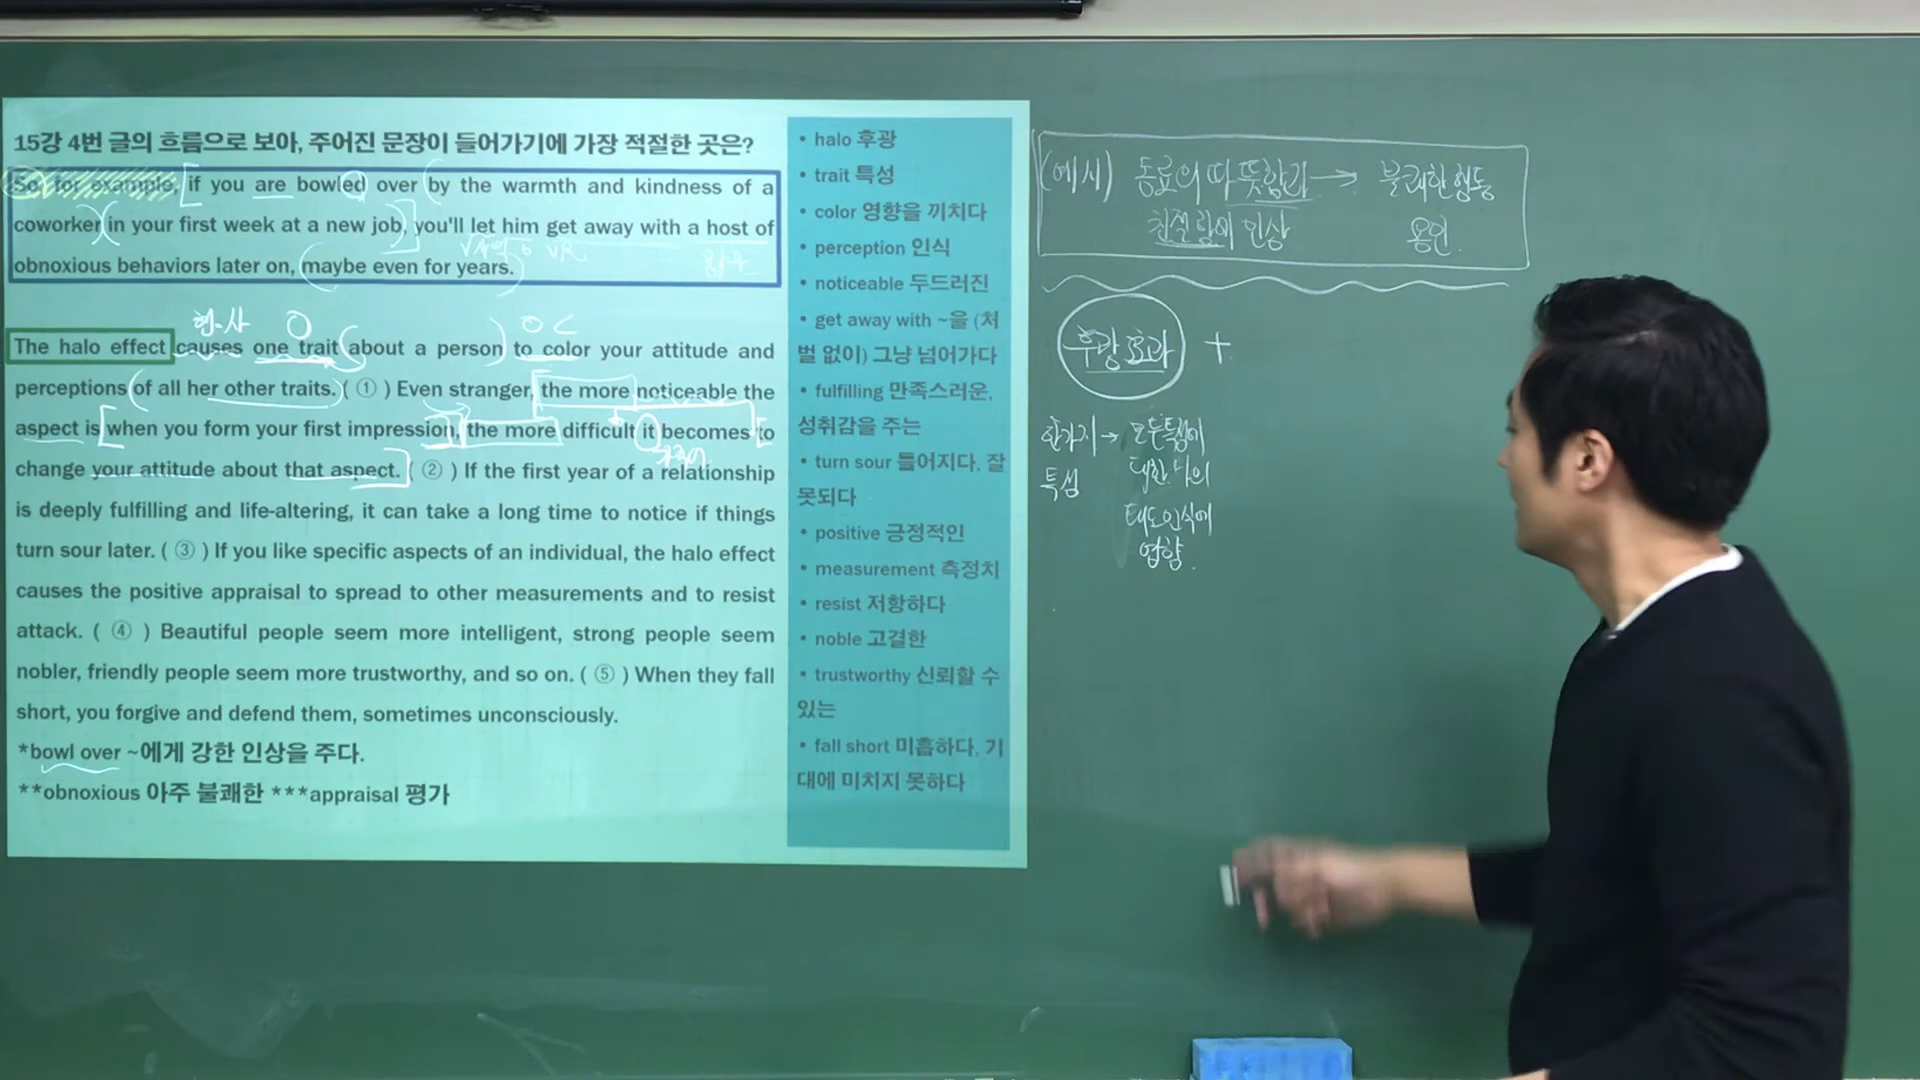 15강 4번 글의 흐름으로 보아, 주어진 문장이 들어가기에 가장 적절한 곳은?
So, for example, if you are bowled over by the warmth and kindness of a
coworker in your first week at a new job, you'll let him get away with a host of
obnoxious behaviors later on, maybe even for years.
The halo effect causes one trait about a person to color your attitude and
perceptions of all her other traits. ( ① ) Even stranger, the more noticeable the
aspect is when you form your first impression, the more difficult it becomes to
change your attitude about that aspect. ( ② ) If the first year of a relationship
is deeply fulfilling and life-altering, it can take a long time to notice if things
turn sour later. ( ③ ) If you like specific aspects of an individual, the halo effect
causes the positive appraisal to spread to other measurements and to resist
attack. ( ④ ) Beautiful people seem more intelligent, strong people seem
nobler, friendly people seem more trustworthy, and so on. ( ⑤ ) When they fall
short, you forgive and defend them, sometimes unconsciously.
*bowl over ~에게 강한 인상을 주다.
**obnoxious 아주 불쾌한 ***appraisal 평가
• halo 후광
• trait 특성
• color 영향을 끼치다
• perception 인식
• noticeable 두드러진
• get away with ~을 (처
벌 없이) 그냥 넘어가다
• fulfilling 만족스러운,
성취감을 주는
• turn sour 틀어지다, 잘
못되다
• positive 긍정적인
• measurement 측정치
• resist 저항하다
• noble 고결한
• trustworthy 신뢰할 수
있는
• fall short 미흡하다, 기
대에 미치지 못하다
(예시) 동료의 따뜻함과 → 불쾌한 행동
친절함에 인상 용인.
후광효과 +
한가지 → 모든특성에
특성 대한 나의
태도인식에
영향.